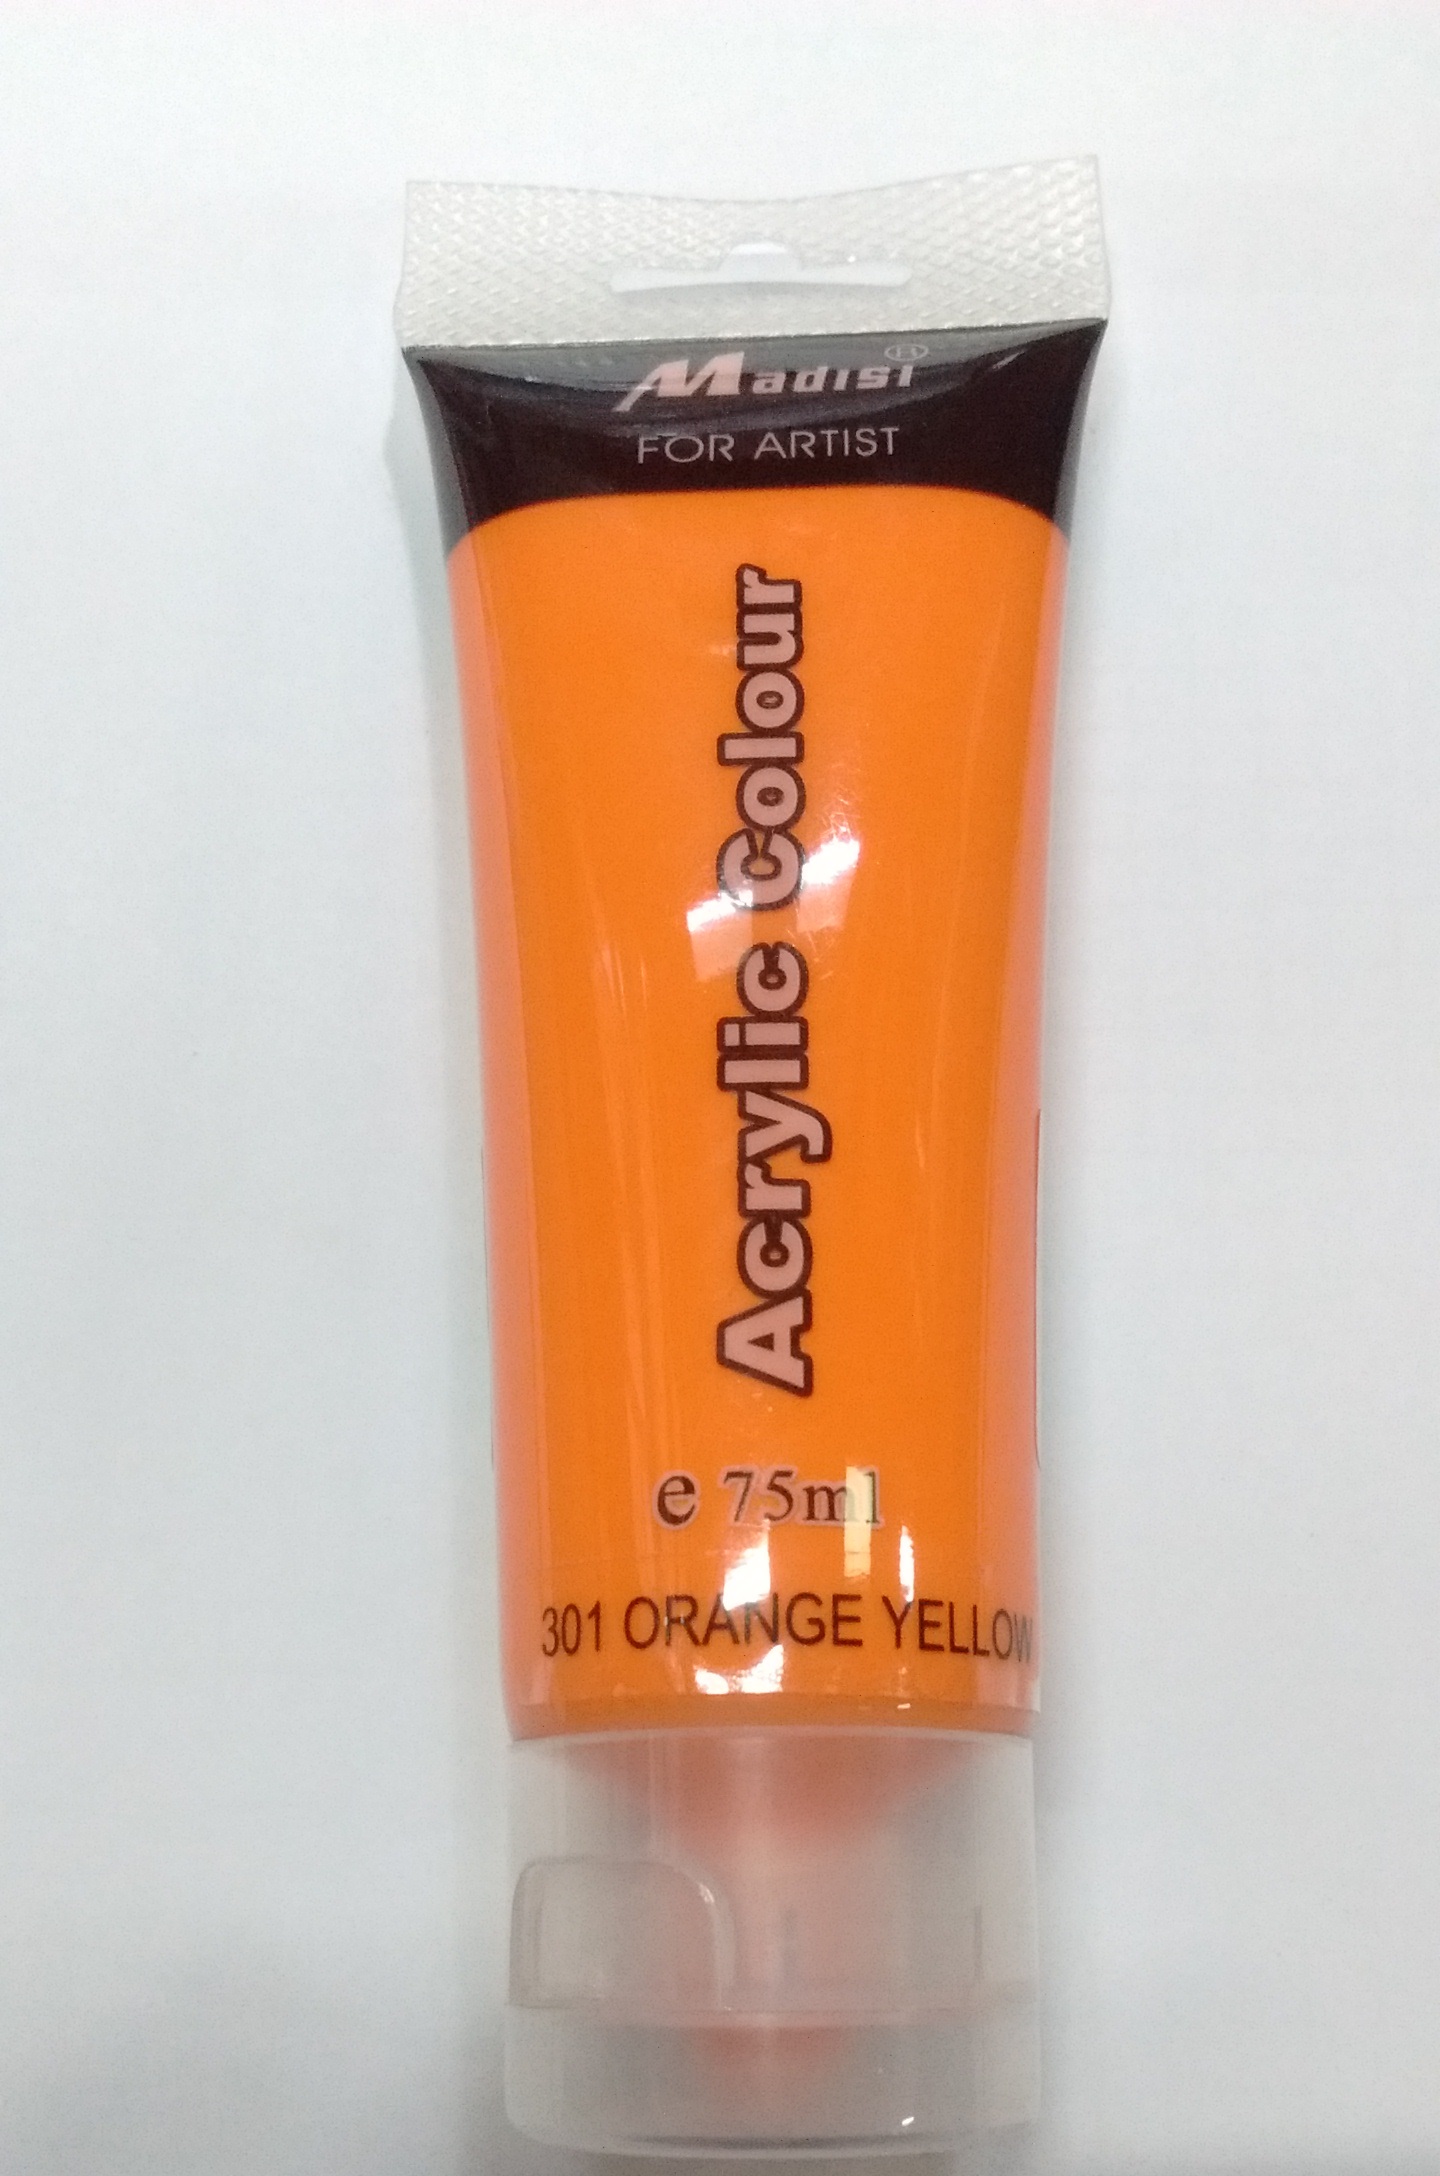 Madisi®
FOR ARTIST
Acrylic Colour
e 75ml
301 ORANGE YELLOW